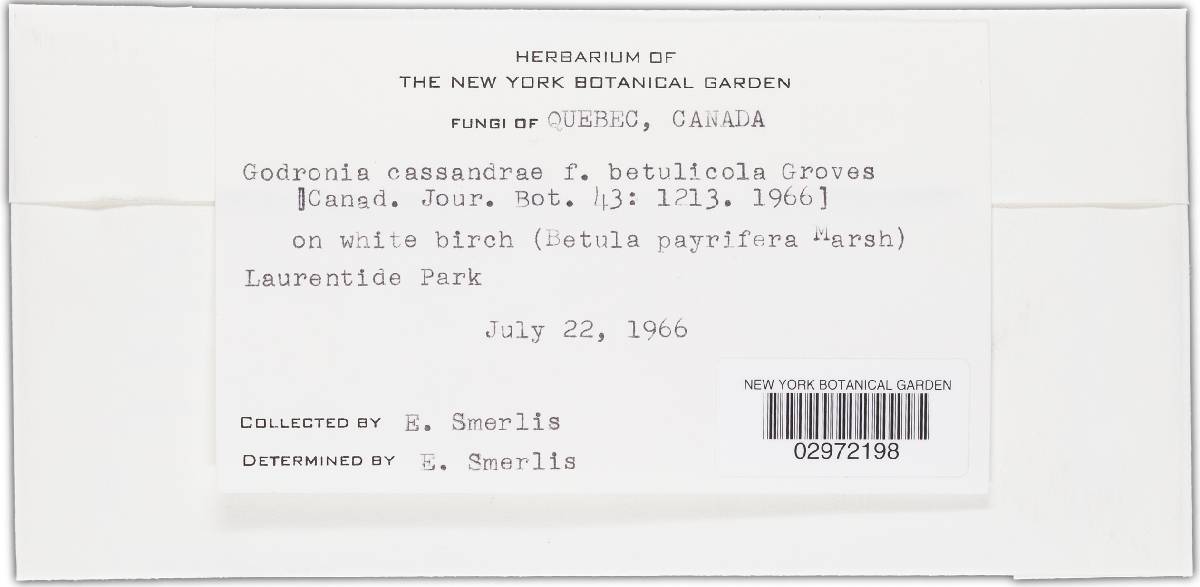 HERBARIUM OF
THE NEW YORK BOTANICAL GARDEN
FUNGI OF QUEBEC, CANADA
Godronia cassandrae f. betulicola Groves
[Canad. Jour. Bot. 43: 1213. 1966]
on white birch (Betula payrifera Marsh)
Laurentide Park
July 22, 1966
COLLECTED BY E. Smerlis
DETERMINED BY E. Smerlis
NEW YORK BOTANICAL GARDEN
02972198